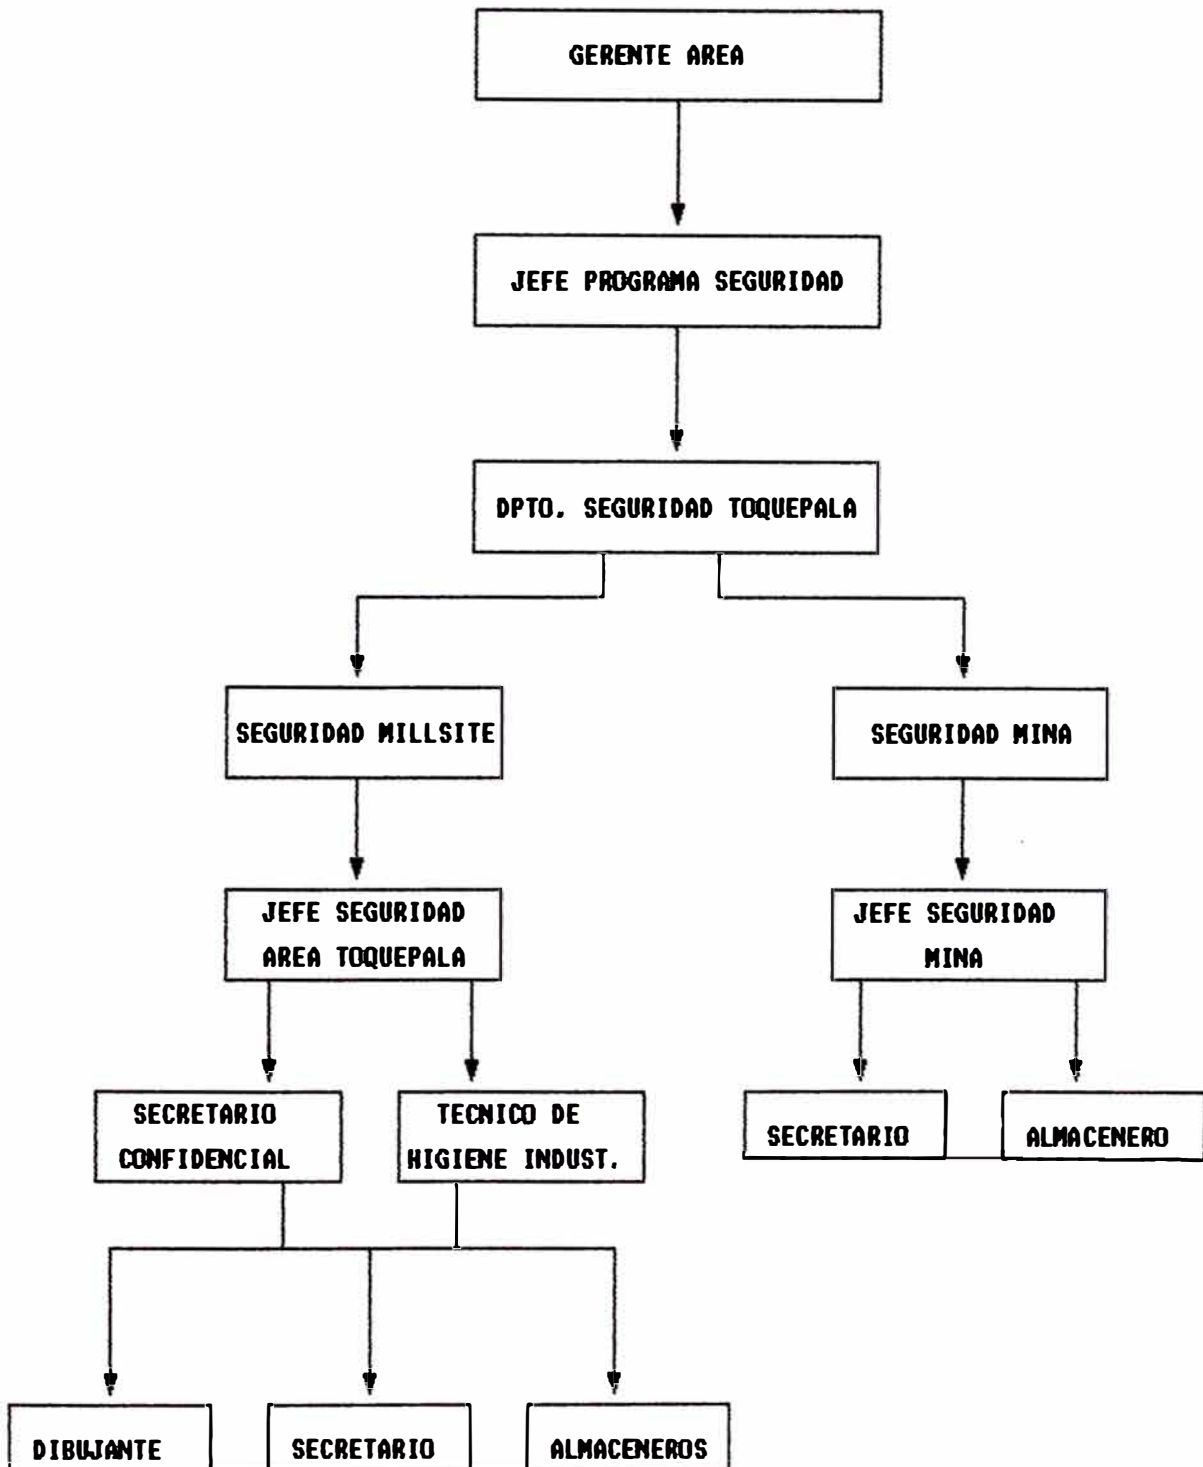 GERENTE AREA
JEFE PROGRAMA SEGURIDAD
DPTO. SEGURIDAD TOQUEPALA
SEGURIDAD MILLSITE
SEGURIDAD MINA
JEFE SEGURIDAD
AREA TOQUEPALA
JEFE SEGURIDAD
MINA
SECRETARIO
CONFIDENCIAL
TECNICO DE
HIGIENE INDUST.
SECRETARIO
ALMACENERO
DIBUJANTE
SECRETARIO
ALMACENEROS